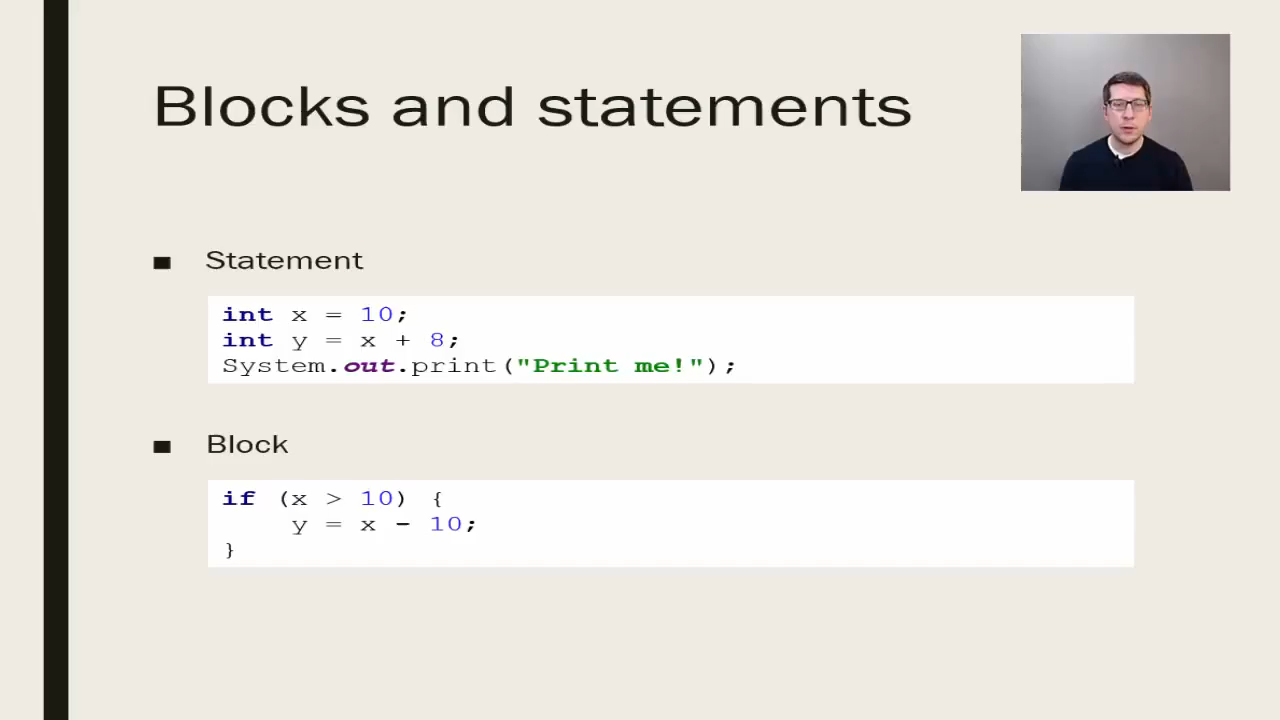 Blocks and statements
Statement
int x = 10;
int y = x + 8;
System.out.print("Print me!");
Block
if (x > 10) {
    y = x - 10;
}